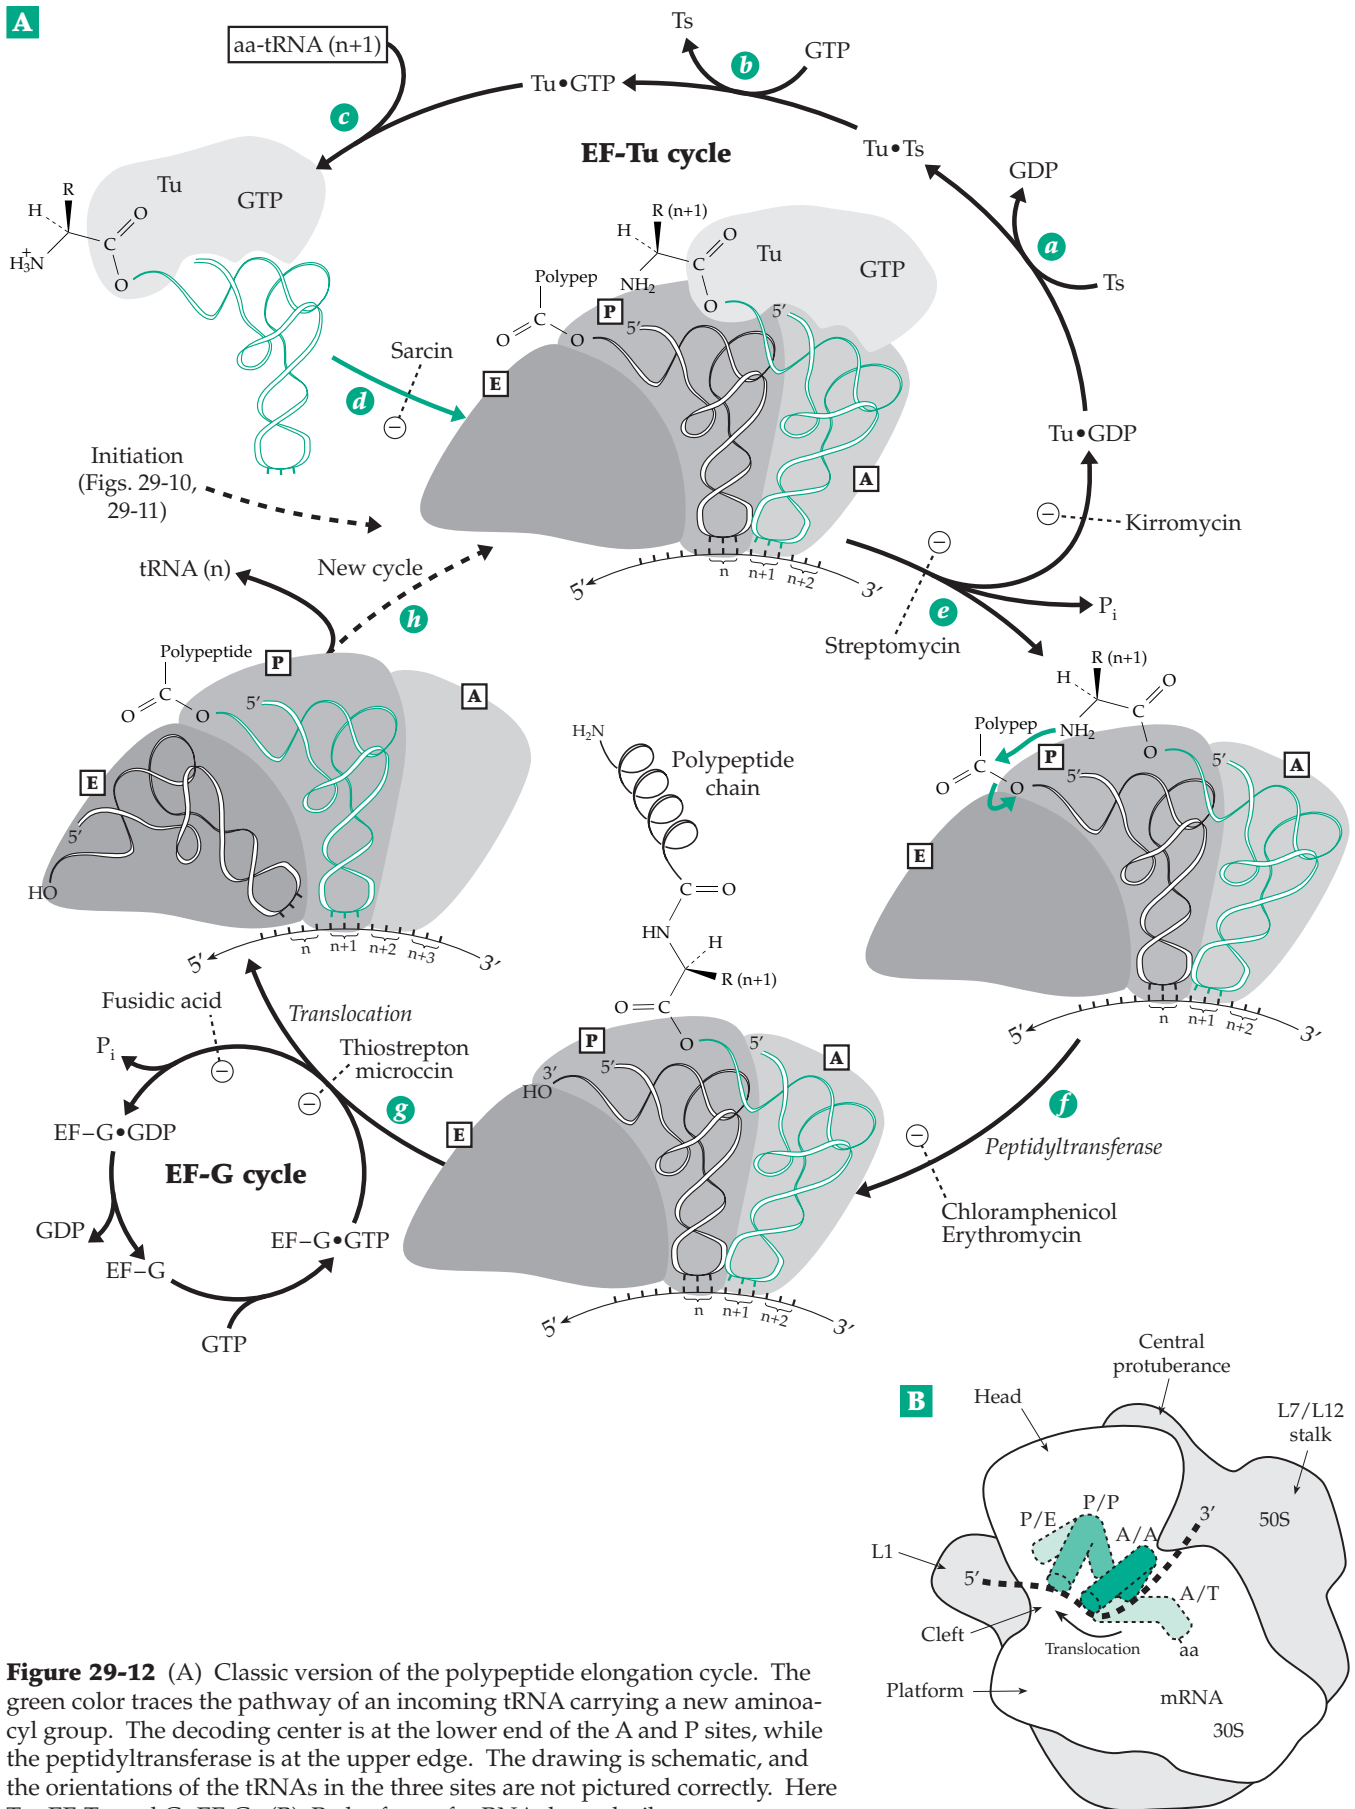 A
Ts
aa-tRNA (n+1)
b
GTP
Tu•GTP
c
EF-Tu cycle
Tu•Ts
GDP
Tu
GTP
R
H
O
C
H3N+
O
a
Ts
R (n+1)
H
O
C
Tu
GTP
NH2
O
Polypep
C
O
O
P
5′
5′
E
Sarcin
d
−
A
Tu•GDP
Initiation
(Figs. 29-10,
29-11)
− Kirromycin
n n+1 n+2
5′ 3′
−
tRNA (n)
New cycle
h
e
Pi
Streptomycin
Polypeptide
P
C
O
O
5′
A
E
5′
HO
n n+1 n+2 n+3
5′ 3′
R (n+1)
H
O
C
Polypep
NH2
O
C
O
O
P
5′
5′
A
E
n n+1 n+2
5′ 3′
H2N
Polypeptide
chain
C=O
HN
H
R (n+1)
O=C
O
Fusidic acid
Translocation
Pi
−
Thiostrepton
microccin
−
g
EF–G•GDP
EF-G cycle
GDP
EF–G
EF–G•GTP
GTP
P
3′
HO
5′
5′
A
E
n n+1 n+2
5′ 3′
f
−
Peptidyltransferase
Chloramphenicol
Erythromycin
B
Central
protuberance
Head
L7/L12
stalk
P/P
P/E
A/A
3′
50S
L1
5′
A/T
Cleft
Translocation
aa
Platform
mRNA
30S
Figure 29-12 (A) Classic version of the polypeptide elongation cycle. The
green color traces the pathway of an incoming tRNA carrying a new aminoa-
cyl group. The decoding center is at the lower end of the A and P sites, while
the peptidyltransferase is at the upper edge. The drawing is schematic, and
the orientations of the tRNAs in the three sites are not pictured correctly. Here